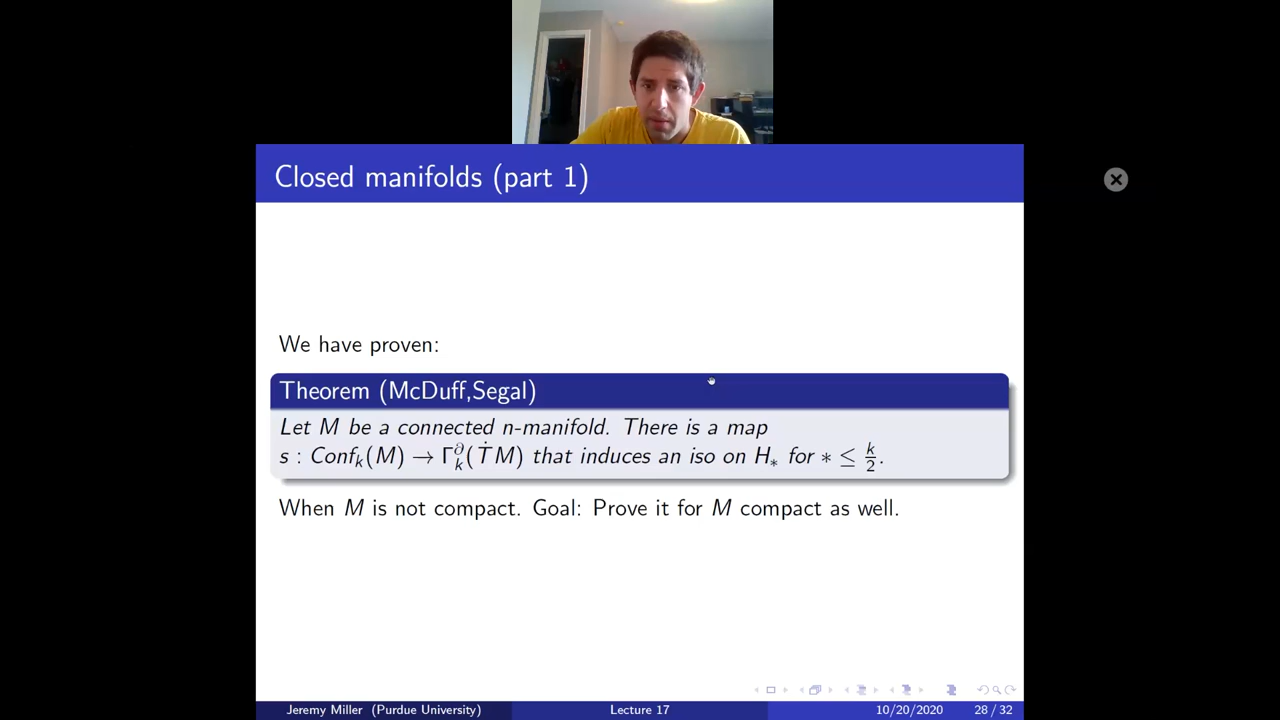 Closed manifolds (part 1)
We have proven:
Theorem (McDuff,Segal)
Let M be a connected n-manifold. There is a map
s : Conf_k(M) → Γ^∂_k(ṪM) that induces an iso on H_* for * ≤ k/2.
When M is not compact. Goal: Prove it for M compact as well.
Jeremy Miller (Purdue University) Lecture 17 10/20/2020 28 / 32